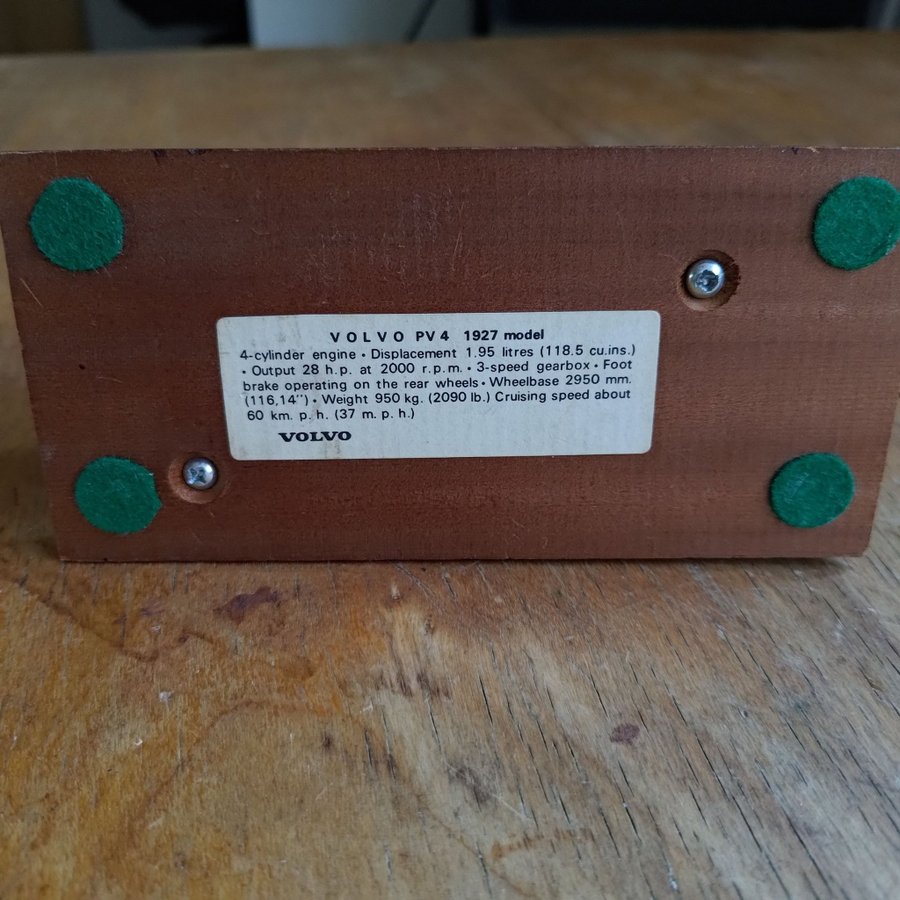 VOLVO PV4 1927 model
4-cylinder engine • Displacement 1.95 litres (118.5 cu.ins.)
• Output 28 h.p. at 2000 r.p.m. • 3-speed gearbox • Foot
brake operating on the rear wheels • Wheelbase 2950 mm.
(116,14″) • Weight 950 kg. (2090 lb.) Cruising speed about
60 km. p. h. (37 m. p. h.)
VOLVO